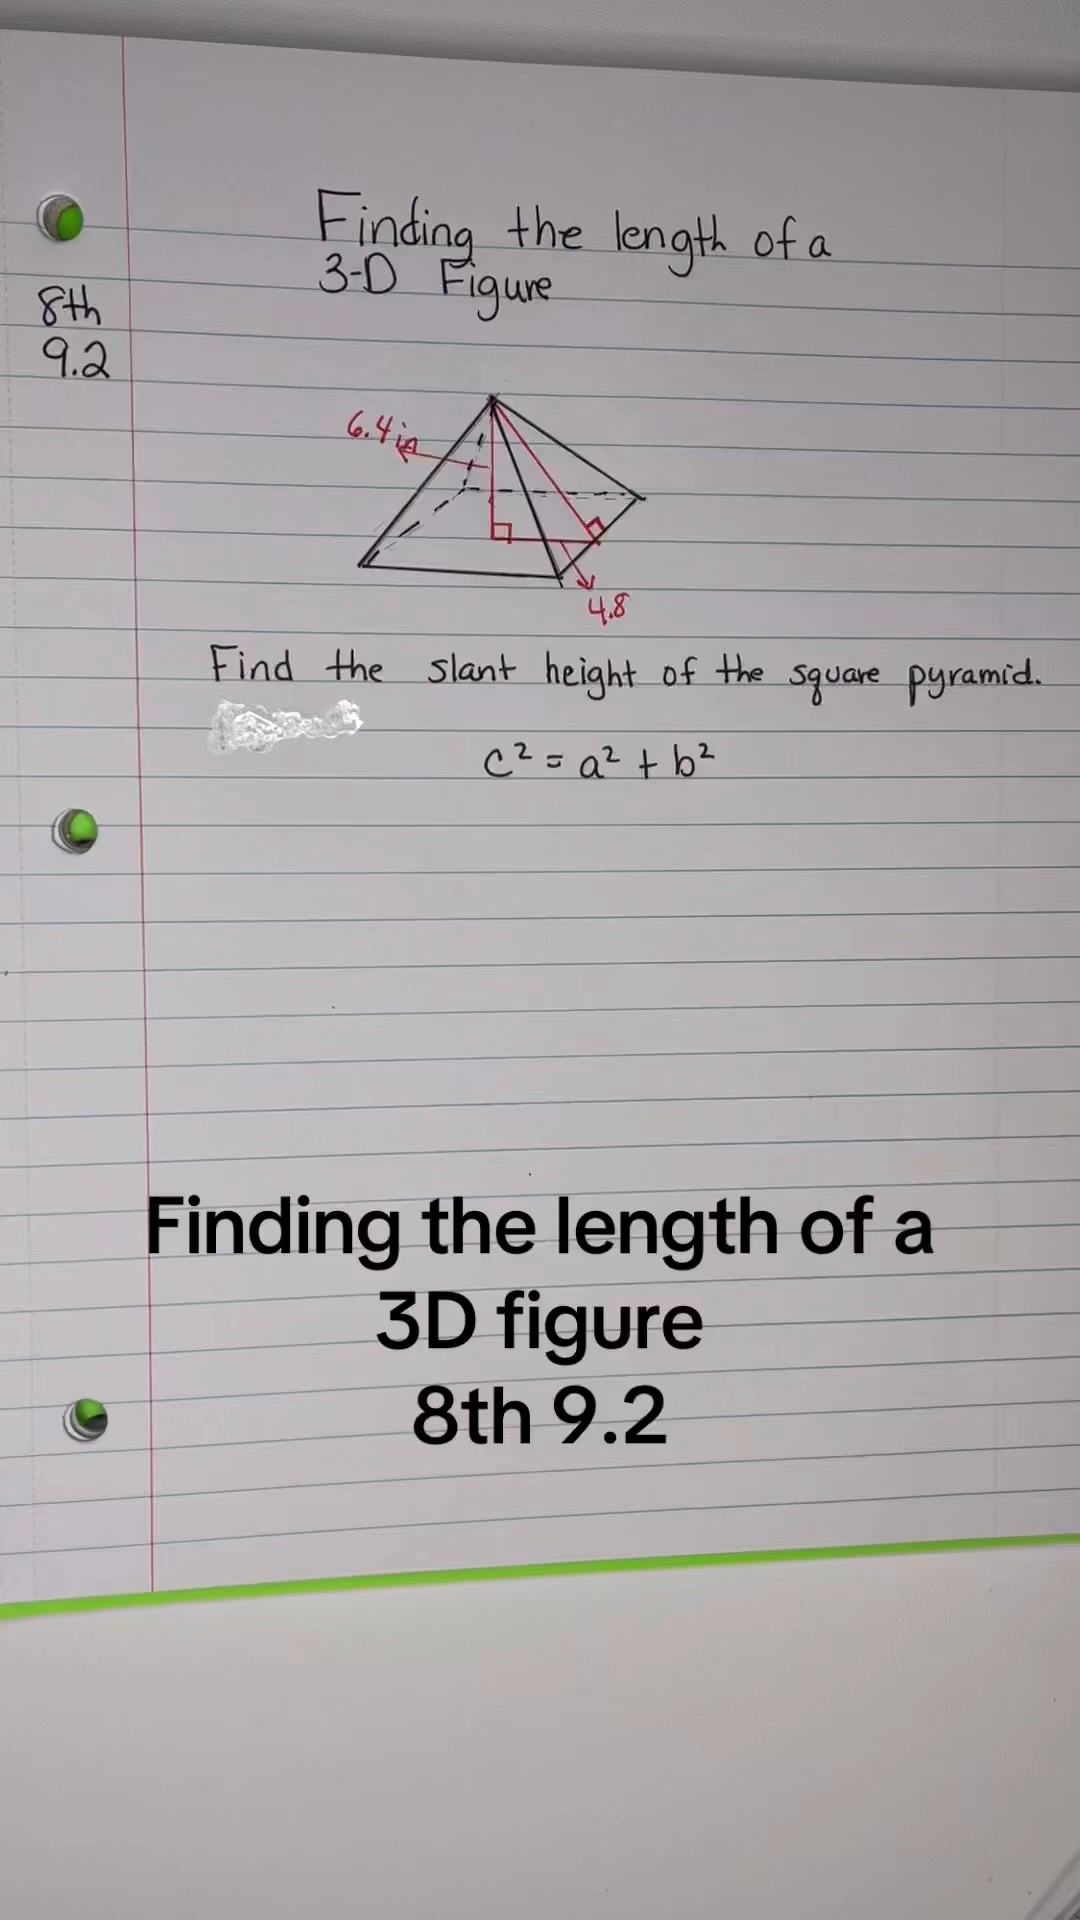 Finding the length of a
3-D Figure
8th
9.2
6.4in
4.8
Find the slant height of the square pyramid.
c² = a² + b²
Finding the length of a
3D figure
8th 9.2